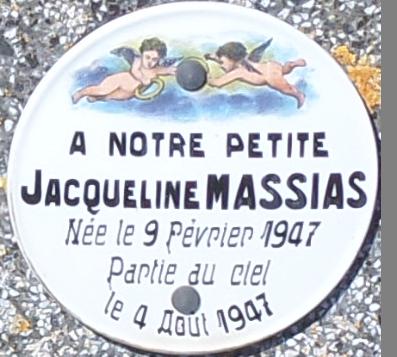 A NOTRE PETITE
JACQUELINE MASSIAS
Née le 9 Février 1947
Partie au ciel
le 4 Août 1947